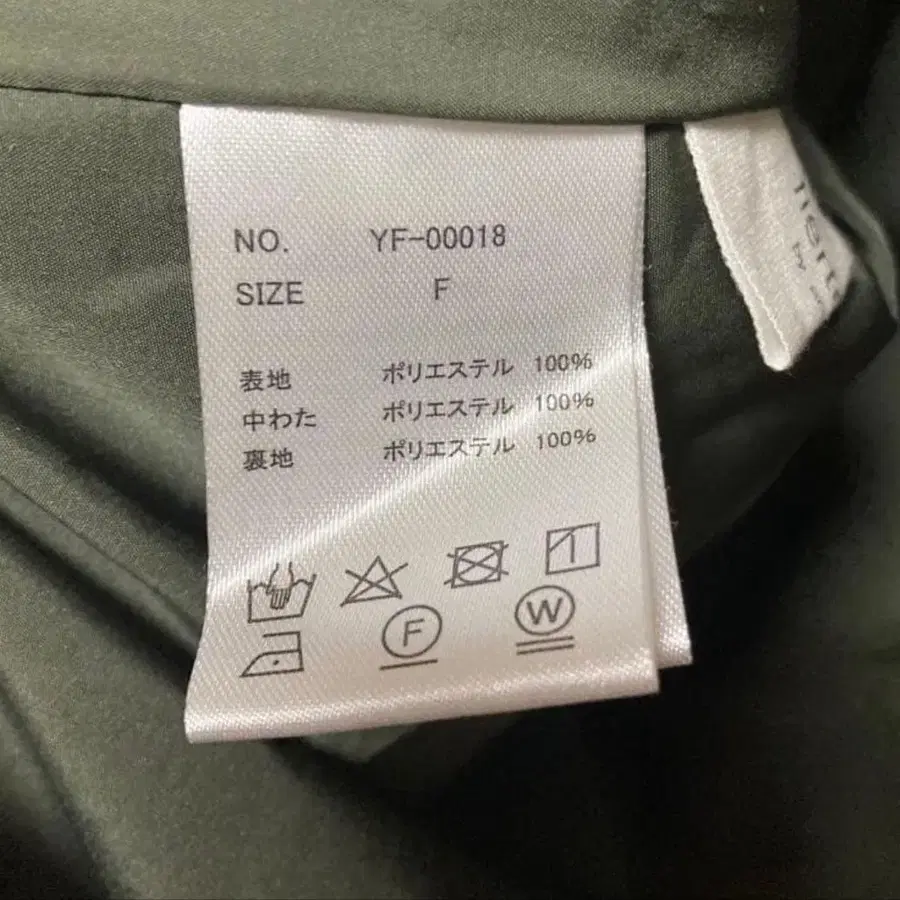 NO. YF-00018
SIZE F
表地 ポリエステル 100%
中わた ポリエステル 100%
裏地 ポリエステル 100%
F
W
by